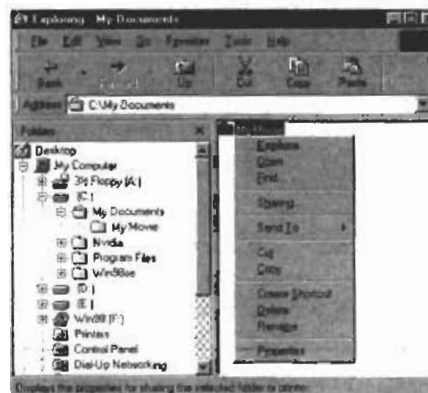 Exploring - My Documents
File Edit View Go Favorites Tools Help
Back Up Cut Copy Paste
Address C:\My Documents
Folders
Desktop
My Computer
3½ Floppy (A:)
(C:)
My Documents
My Movie
Nvidia
Program Files
Win98se
(D:)
(E:)
Win98 (F:)
Printers
Control Panel
Dial-Up Networking
Explore
Open
Find...
Sharing...
Send To
Cut
Copy
Create Shortcut
Delete
Rename
Properties
Displays the properties for sharing the selected folder or printer.